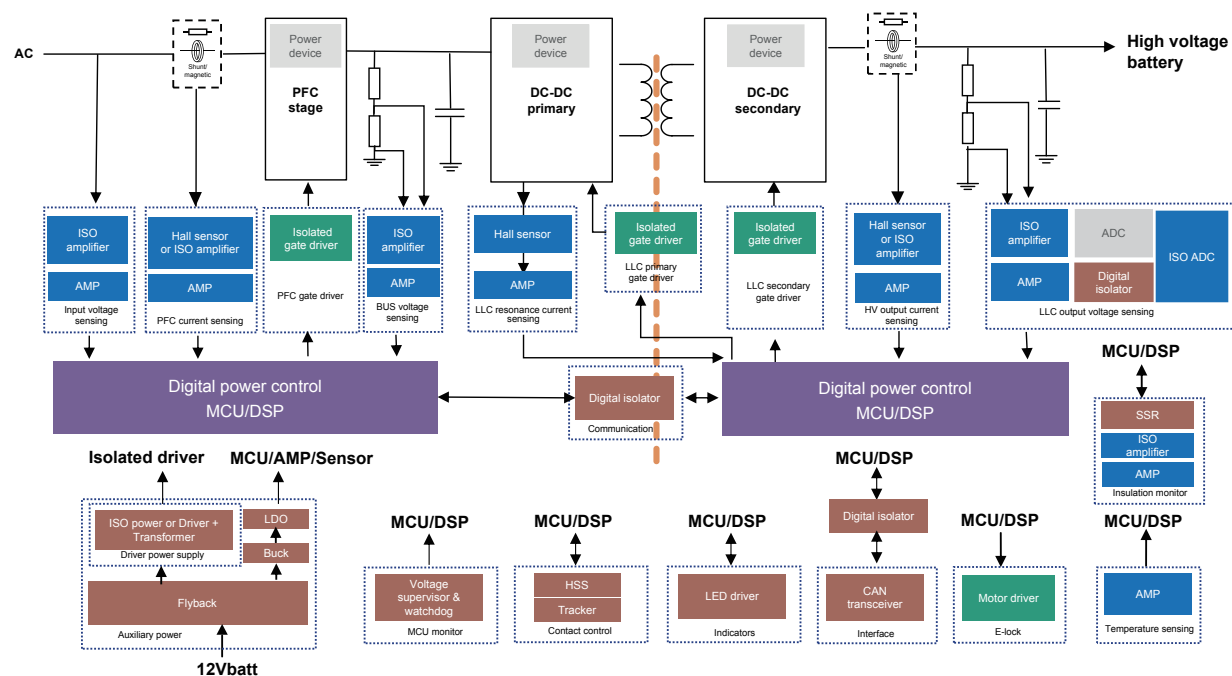 AC
Shunt/
magnetic
Power
device
PFC
stage
Power
device
DC-DC
primary
Power
device
DC-DC
secondary
Shunt/
magnetic
High voltage
battery
ISO
amplifier
AMP
Input voltage
sensing
Hall sensor
or ISO amplifier
AMP
PFC current sensing
Isolated
gate driver
PFC gate driver
ISO
amplifier
AMP
BUS voltage
sensing
Hall sensor
AMP
LLC resonance current
sensing
Isolated
gate driver
LLC primary
gate driver
Isolated
gate driver
LLC secondary
gate driver
Hall sensor
or ISO
amplifier
AMP
HV output current
sensing
ISO
amplifier
AMP
ADC
Digital
isolator
ISO ADC
LLC output voltage sensing
Digital power control
MCU/DSP
Digital isolator
Communication
Digital power control
MCU/DSP
MCU/DSP
SSR
ISO
amplifier
AMP
Insulation monitor
Isolated driver
MCU/AMP/Sensor
ISO power or Driver +
Transformer
Driver power supply
LDO
Buck
Flyback
Auxiliary power
12Vbatt
MCU/DSP
Voltage
supervisor &
watchdog
MCU monitor
MCU/DSP
HSS
Tracker
Contact control
MCU/DSP
LED driver
Indicators
MCU/DSP
Digital isolator
CAN
transceiver
Interface
MCU/DSP
Motor driver
E-lock
MCU/DSP
AMP
Temperature sensing